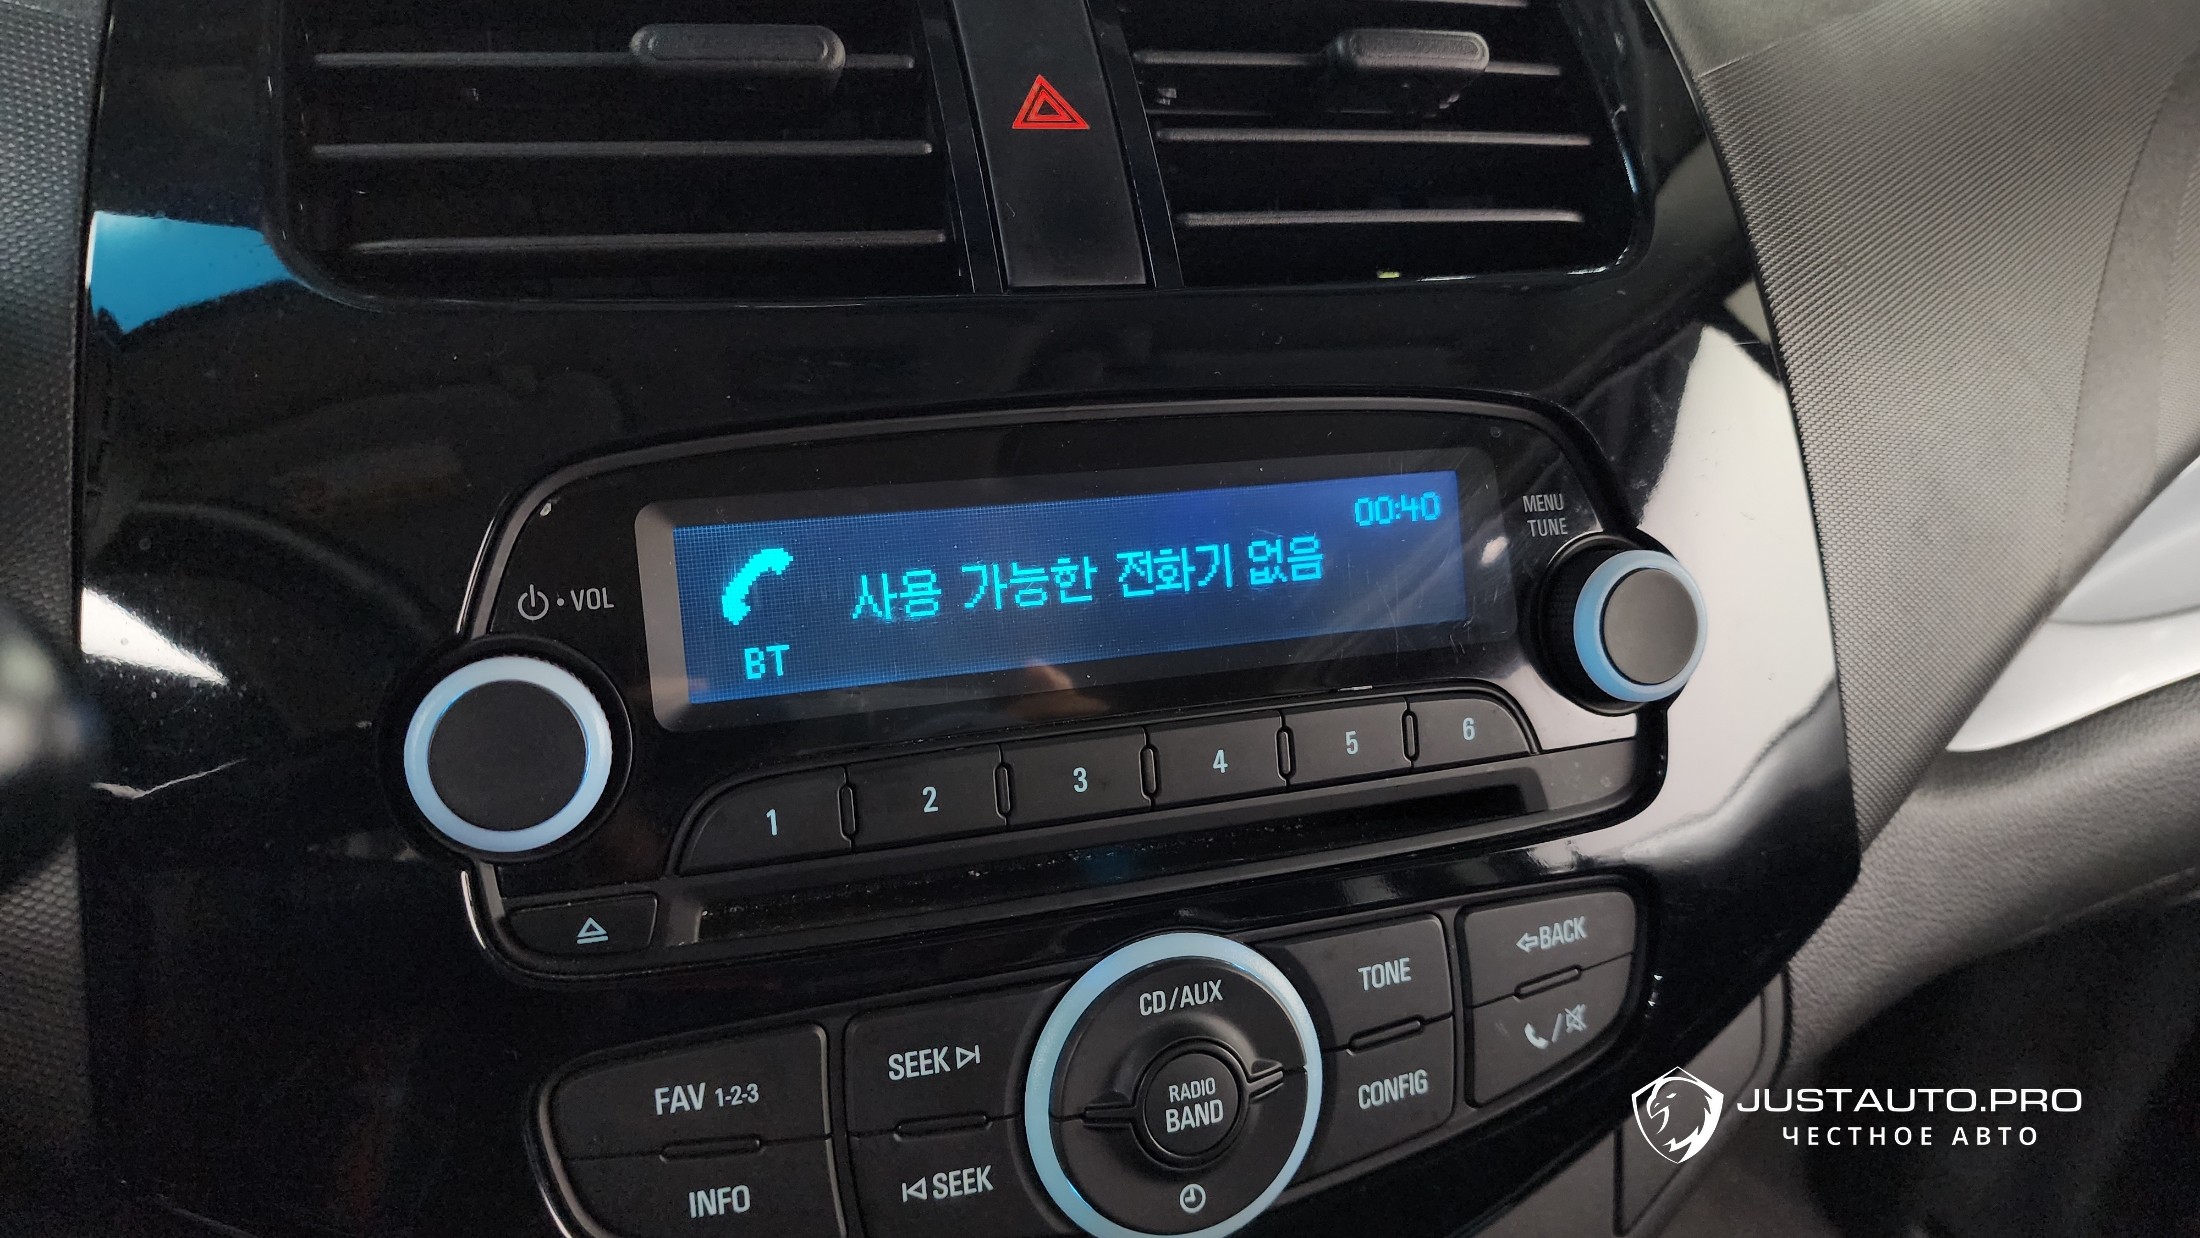 00:40
사용 가능한 전화기 없음
BT
VOL
MENU
TUNE
1
2
3
4
5
6
CD/AUX
TONE
BACK
SEEK
FAV 1-2-3
RADIO
BAND
CONFIG
INFO
SEEK
JUSTAUTO.PRO
ЧЕСТНОЕ АВТО